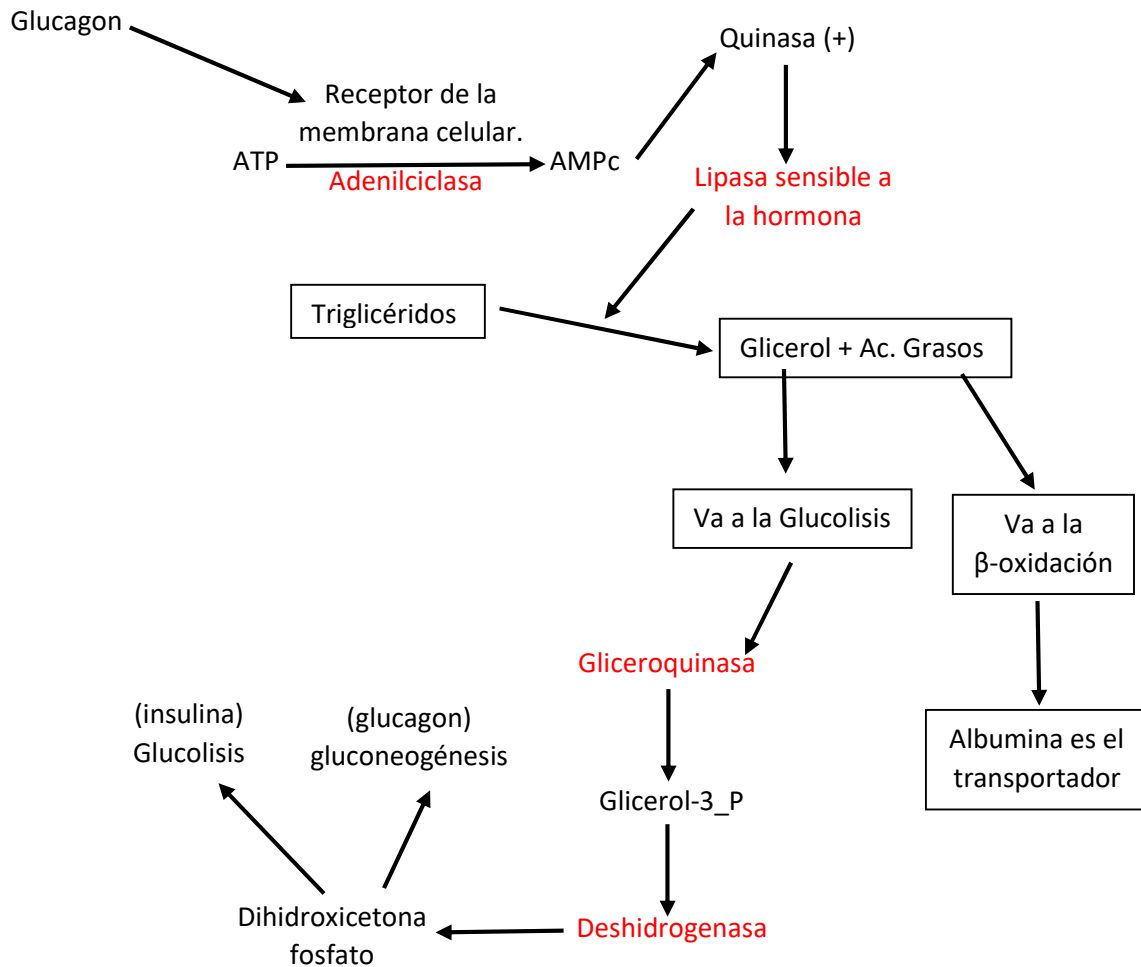 Glucagon
Quinasa (+)
Receptor de la
membrana celular.
ATP
AMPc
Adenilciclasa
Lipasa sensible a
la hormona
Triglicéridos
Glicerol + Ac. Grasos
Va a la Glucolisis
Va a la
β-oxidación
Gliceroquinasa
(insulina)
Glucolisis
(glucagon)
gluconeogénesis
Albumina es el
transportador
Glicerol-3_P
Dihidroxicetona
fosfato
Deshidrogenasa